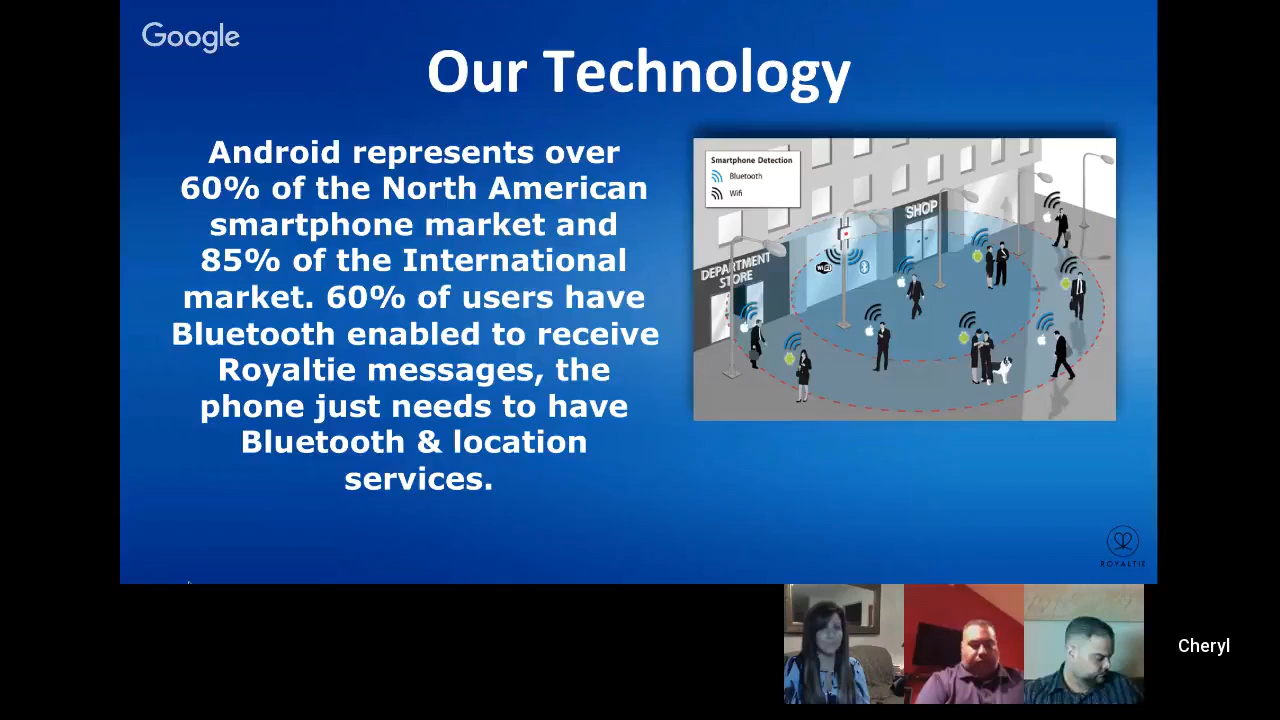 Google
Our Technology
Android represents over
60% of the North American
smartphone market and
85% of the International
market. 60% of users have
Bluetooth enabled to receive
Royaltie messages, the
phone just needs to have
Bluetooth & location
services.
Smartphone Detection
Bluetooth
Wifi
SHOP
DEPARTMENT
STORE
WiFi
ROYALTIE
Cheryl